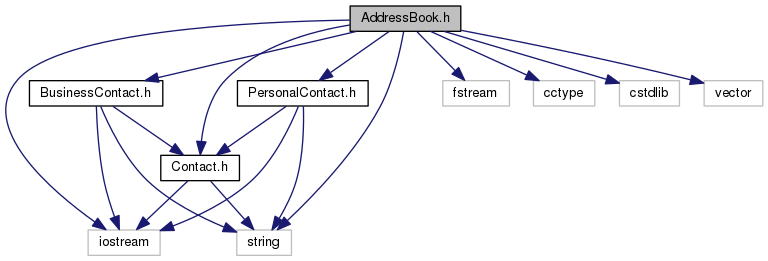 AddressBook.h
BusinessContact.h
PersonalContact.h
fstream
cctype
cstdlib
vector
Contact.h
iostream
string